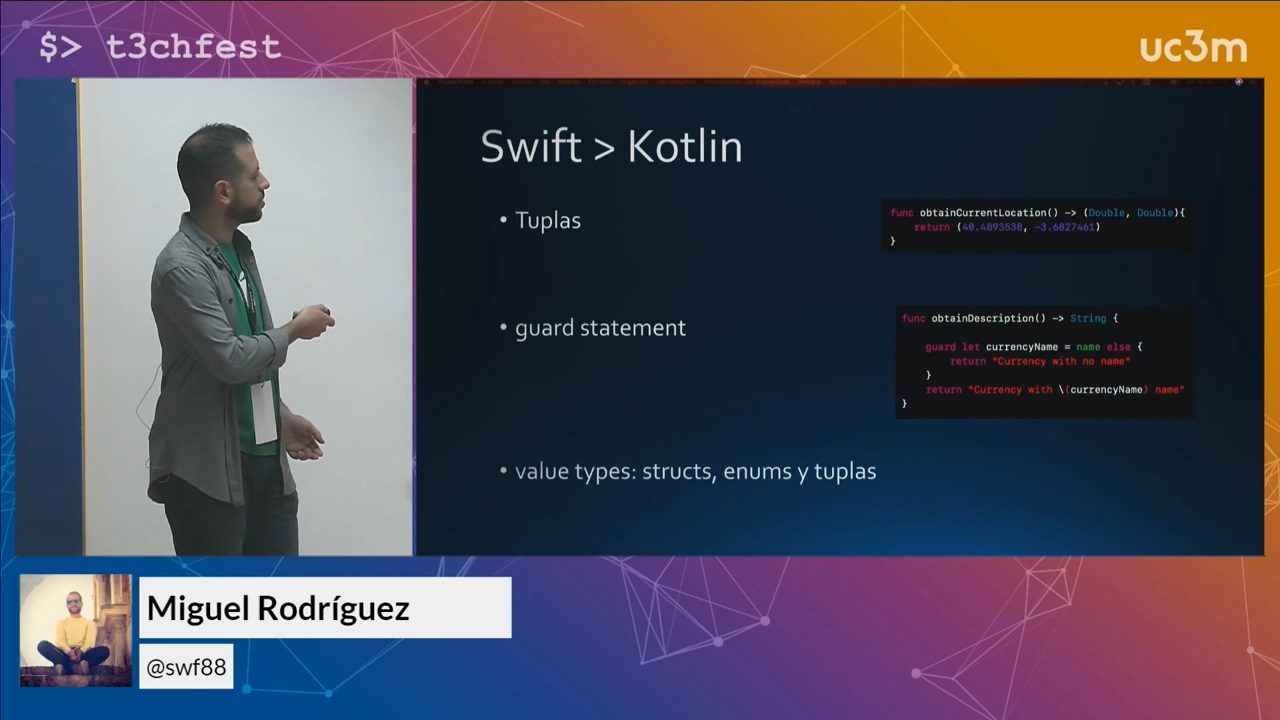 $> t3chfest
uc3m
Swift > Kotlin
• Tuplas
func obtainCurrentLocation() -> (Double, Double){
return (40.4893538, -3.6827461)
}
• guard statement
func obtainDescription() -> String {
guard let currencyName = name else {
return "Currency with no name"
}
return "Currency with \(currencyName) name"
}
• value types: structs, enums y tuplas
Miguel Rodríguez
@swf88